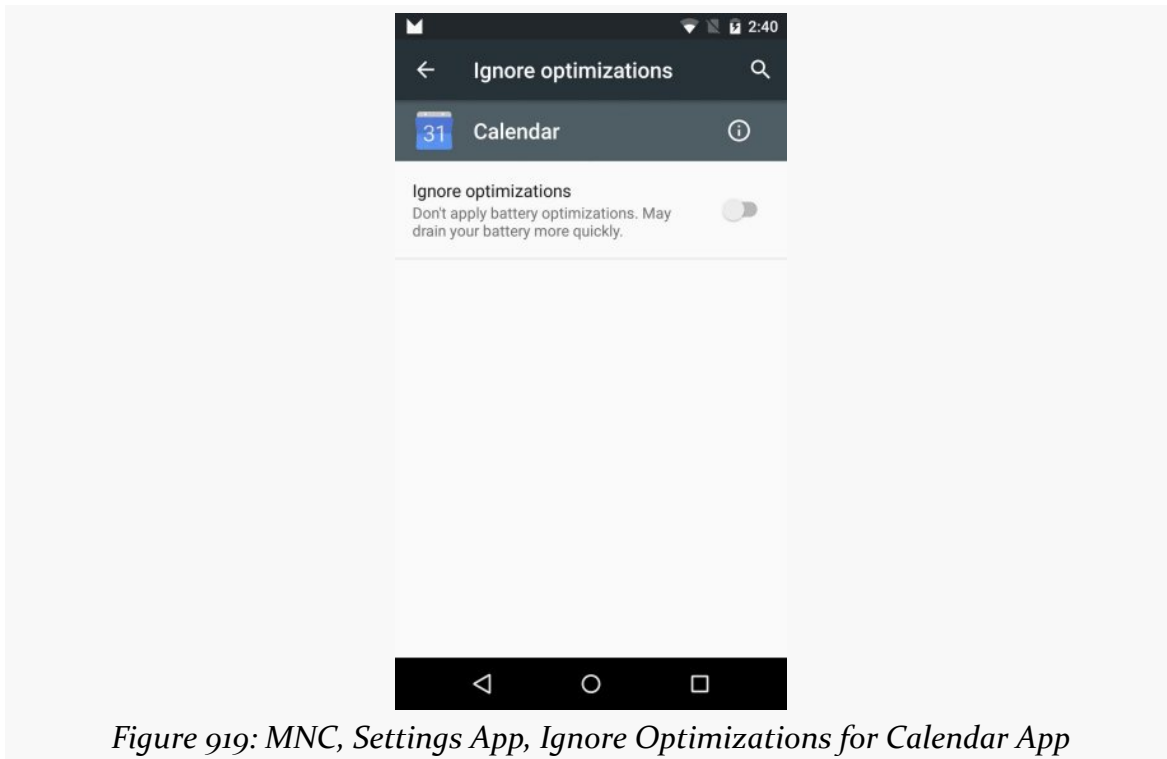 2:40
Ignore optimizations
31 Calendar
Ignore optimizations
Don't apply battery optimizations. May
drain your battery more quickly.
Figure 919: MNC, Settings App, Ignore Optimizations for Calendar App